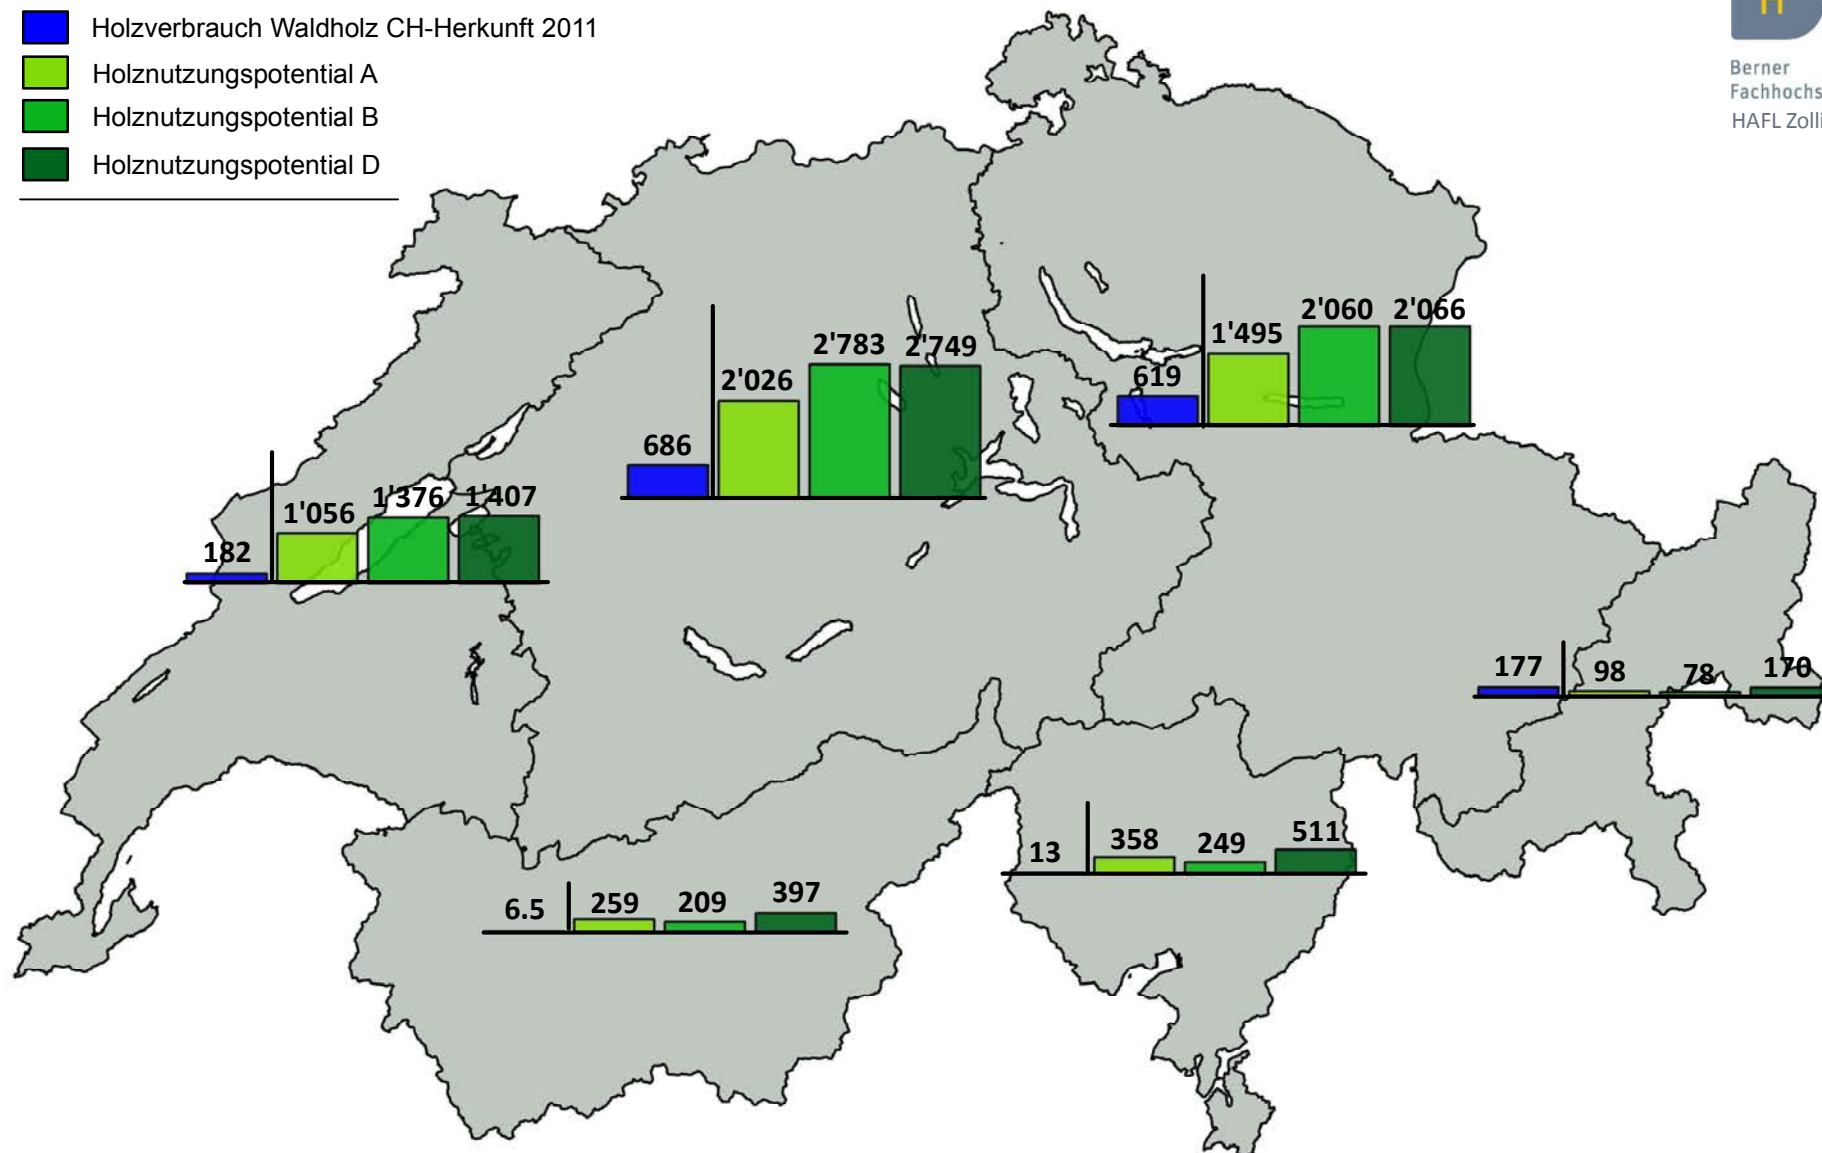 Holzverbrauch Waldholz CH-Herkunft 2011
Holznutzungspotential A
Holznutzungspotential B
Holznutzungspotential D
H
Berner
Fachhochs
HAFL Zolli
619 1'495 2'060 2'066
686 2'026 2'783 2'749
182 1'056 1'376 1'407
177 98 78 170
13 358 249 511
6.5 259 209 397